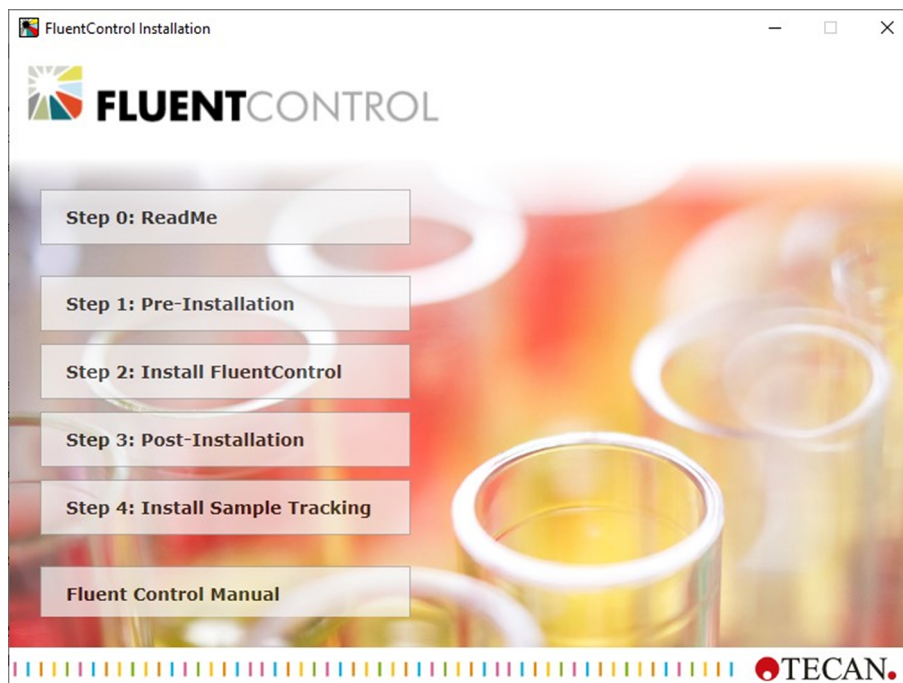 FluentControl Installation
FLUENTCONTROL
Step 0: ReadMe
Step 1: Pre-Installation
Step 2: Install FluentControl
Step 3: Post-Installation
Step 4: Install Sample Tracking
Fluent Control Manual
TECAN.